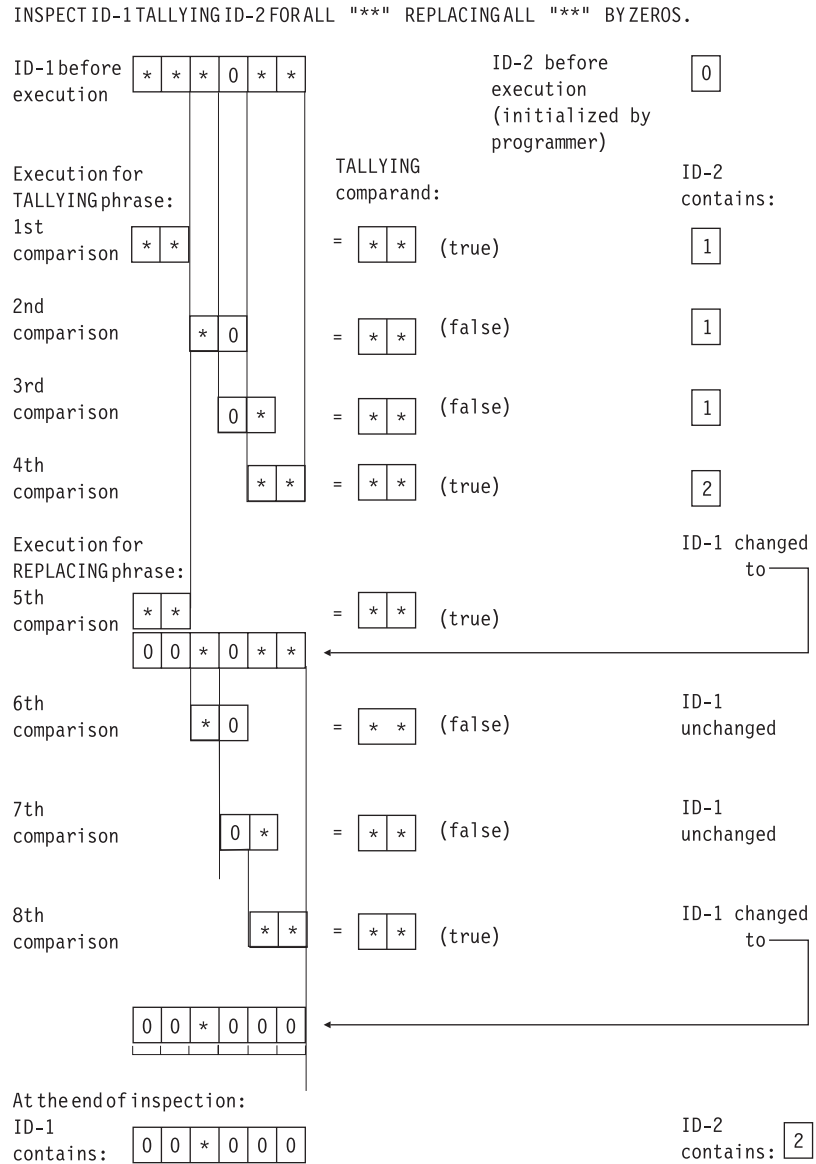 INSPECT ID-1 TALLYING ID-2 FOR ALL "**" REPLACING ALL "**" BY ZEROS.
ID-1 before execution * * * 0 * * ID-2 before execution (initialized by programmer) 0
Execution for TALLYING phrase: TALLYING comparand: ID-2 contains:
1st comparison * * = * * (true) 1
2nd comparison * 0 = * * (false) 1
3rd comparison 0 * = * * (false) 1
4th comparison * * = * * (true) 2
Execution for REPLACING phrase: ID-1 changed to
5th comparison * * = * * (true)
0 0 * 0 * *
6th comparison * 0 = * * (false) ID-1 unchanged
7th comparison 0 * = * * (false) ID-1 unchanged
8th comparison * * = * * (true) ID-1 changed to
0 0 * 0 0 0
At the end of inspection:
ID-1 contains: 0 0 * 0 0 0 ID-2 contains: 2